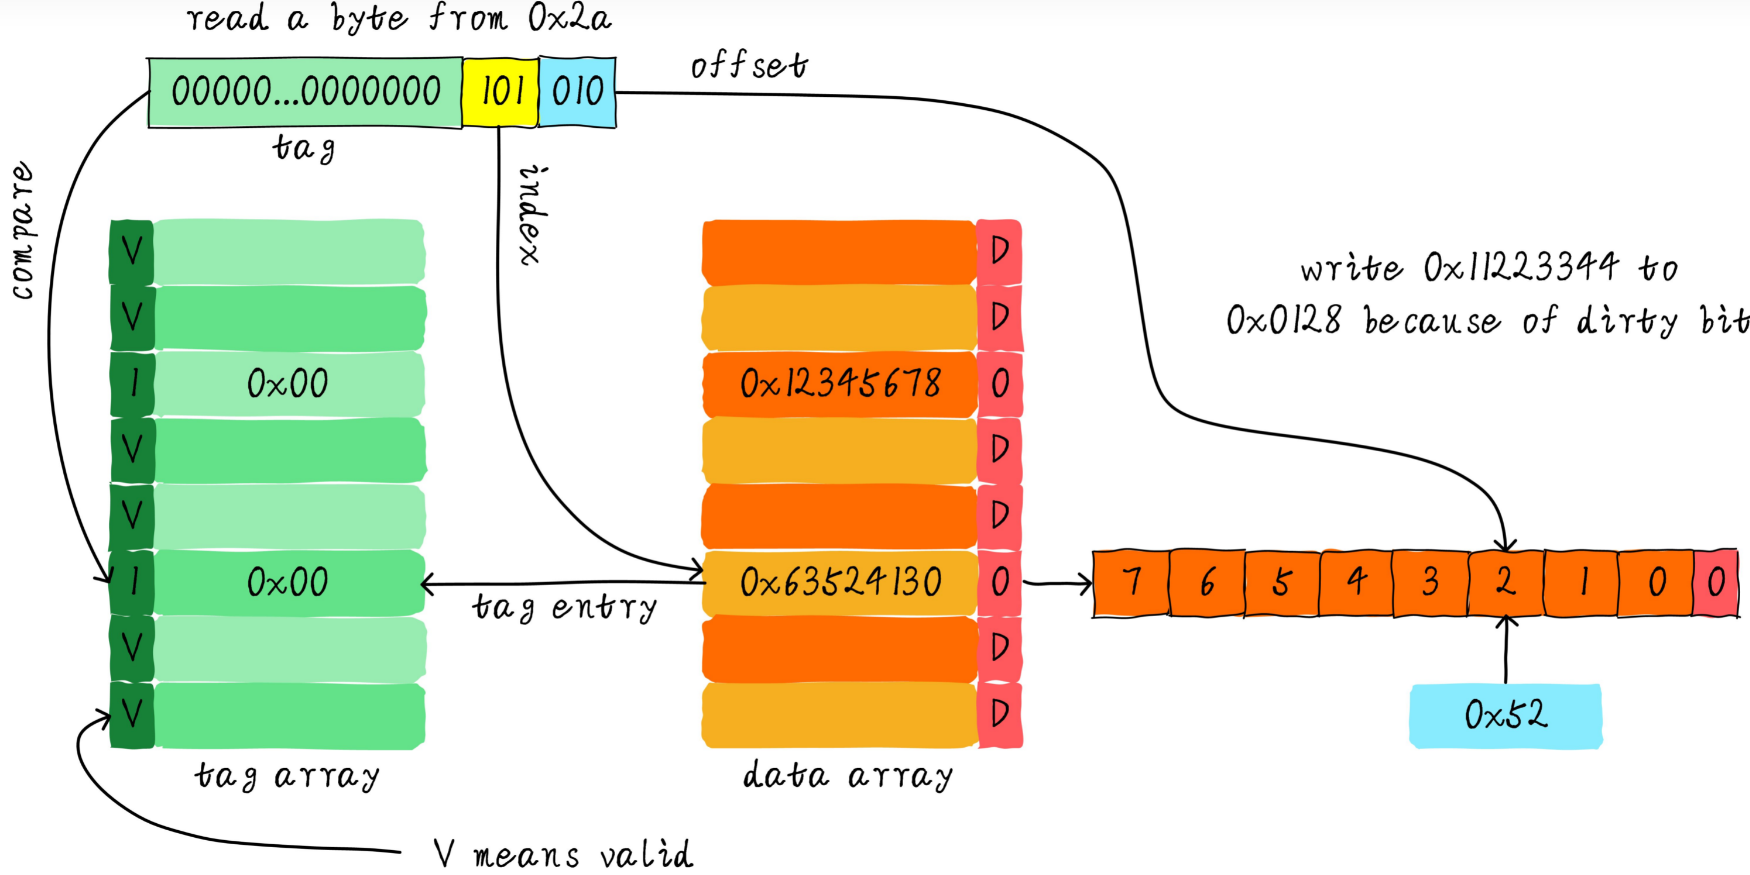 read a byte from 0x2a
00000...0000000 101 010
offset
tag
compare
index
V
V
1 0x00
V
V
1 0x00
V
V
tag array
D
D
0x12345678 0
D
D
0x63524130 0
D
D
data array
tag entry
write 0x11223344 to
0x0128 because of dirty bit
7 6 5 4 3 2 1 0 0
0x52
V means valid